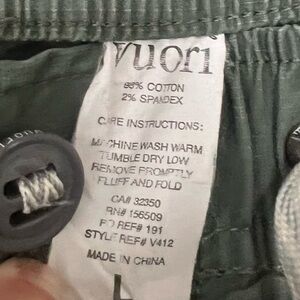 vuori
98% COTTON
2% SPANDEX
CARE INSTRUCTIONS:
MACHINE WASH WARM
TUMBLE DRY LOW
REMOVE PROMPTLY
FLUFF AND FOLD
CA# 32350
RN# 156509
PO REF# 191
STYLE REF# V412
MADE IN CHINA
L